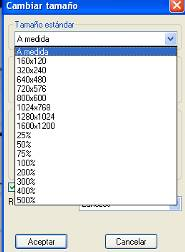 Cambiar tamaño
Tamaño estándar
A medida
A medida
160x120
320x240
640x480
720x576
800x600
1024x768
1280x1024
1600x1200
25%
50%
75%
100%
200%
300%
400%
500%
R
Aceptar
Cancelar